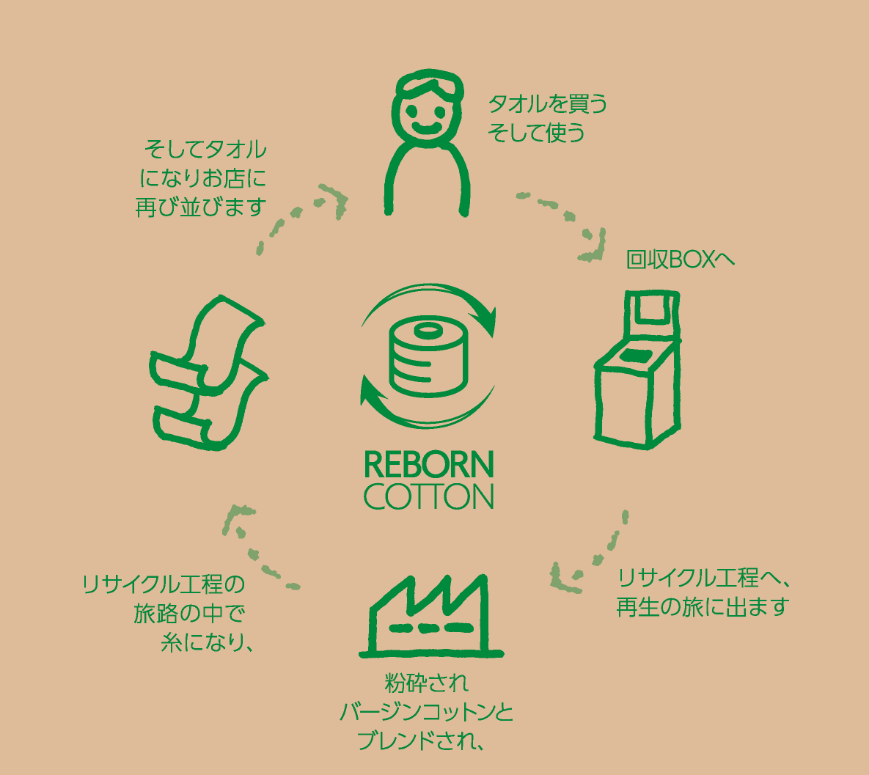 タオルを買う
そして使う
回収BOXへ
リサイクル工程へ、
再生の旅に出ます
粉砕され
バージンコットンと
ブレンドされ、
リサイクル工程の
旅路の中で
糸になり、
そしてタオル
になりお店に
再び並びます
REBORN
COTTON